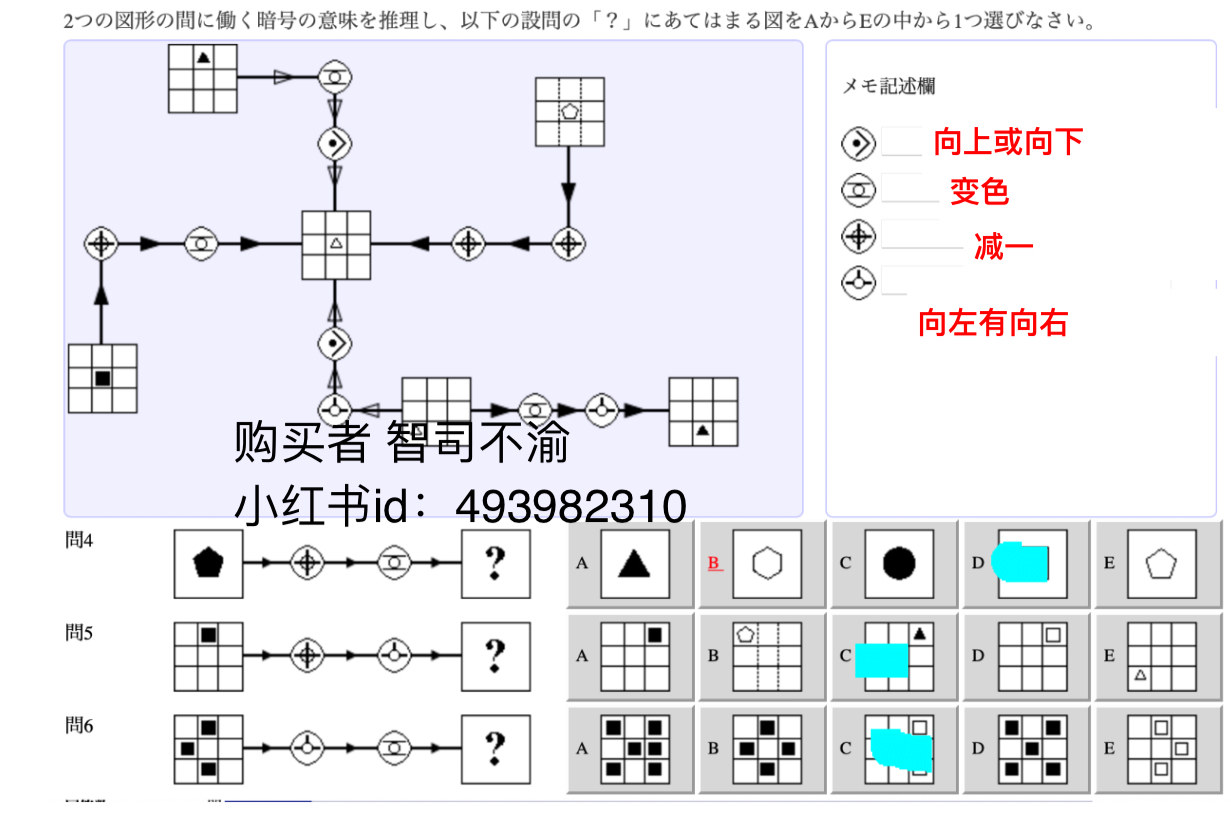 2つの図形の間に働く暗号の意味を推理し、以下の設問の「？」にあてはまる図をAからEの中から1つ選びなさい。
メモ記述欄
向上或向下
变色
减一
向左有向右
购买者 智司不渝
小红书id：493982310
問4
?
A
B
C
D
E
問5
?
A
B
C
D
E
問6
?
A
B
C
D
E